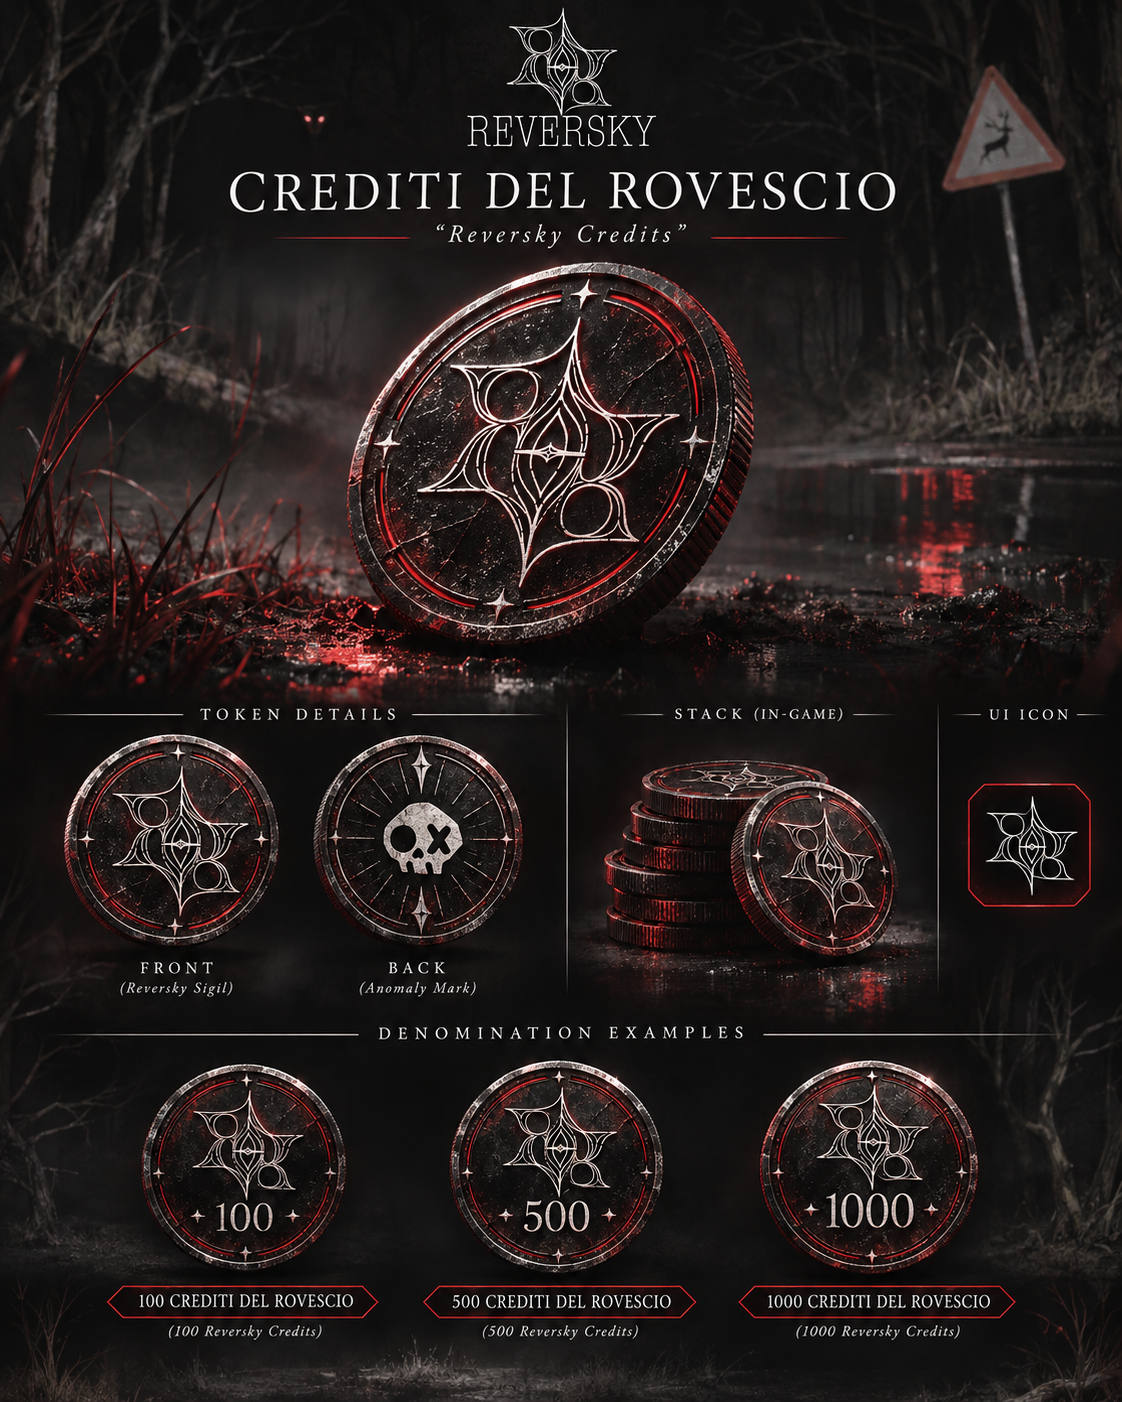 REVERSKY
CREDITI DEL ROVESCIO
“Reversky Credits”
TOKEN DETAILS
STACK (IN-GAME)
UI ICON
FRONT
(Reversky Sigil)
BACK
(Anomaly Mark)
DENOMINATION EXAMPLES
100
500
1000
100 CREDITI DEL ROVESCIO
500 CREDITI DEL ROVESCIO
1000 CREDITI DEL ROVESCIO
(100 Reversky Credits)
(500 Reversky Credits)
(1000 Reversky Credits)